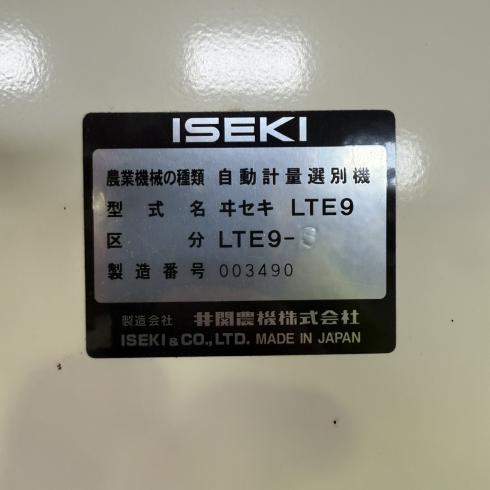 ISEKI
農業機械の種類 自動計量選別機
型式名 ヰセキ LTE9
区分 LTE9-
製造番号 003490
製造会社 井関農機株式会社
ISEKI & CO., LTD. MADE IN JAPAN